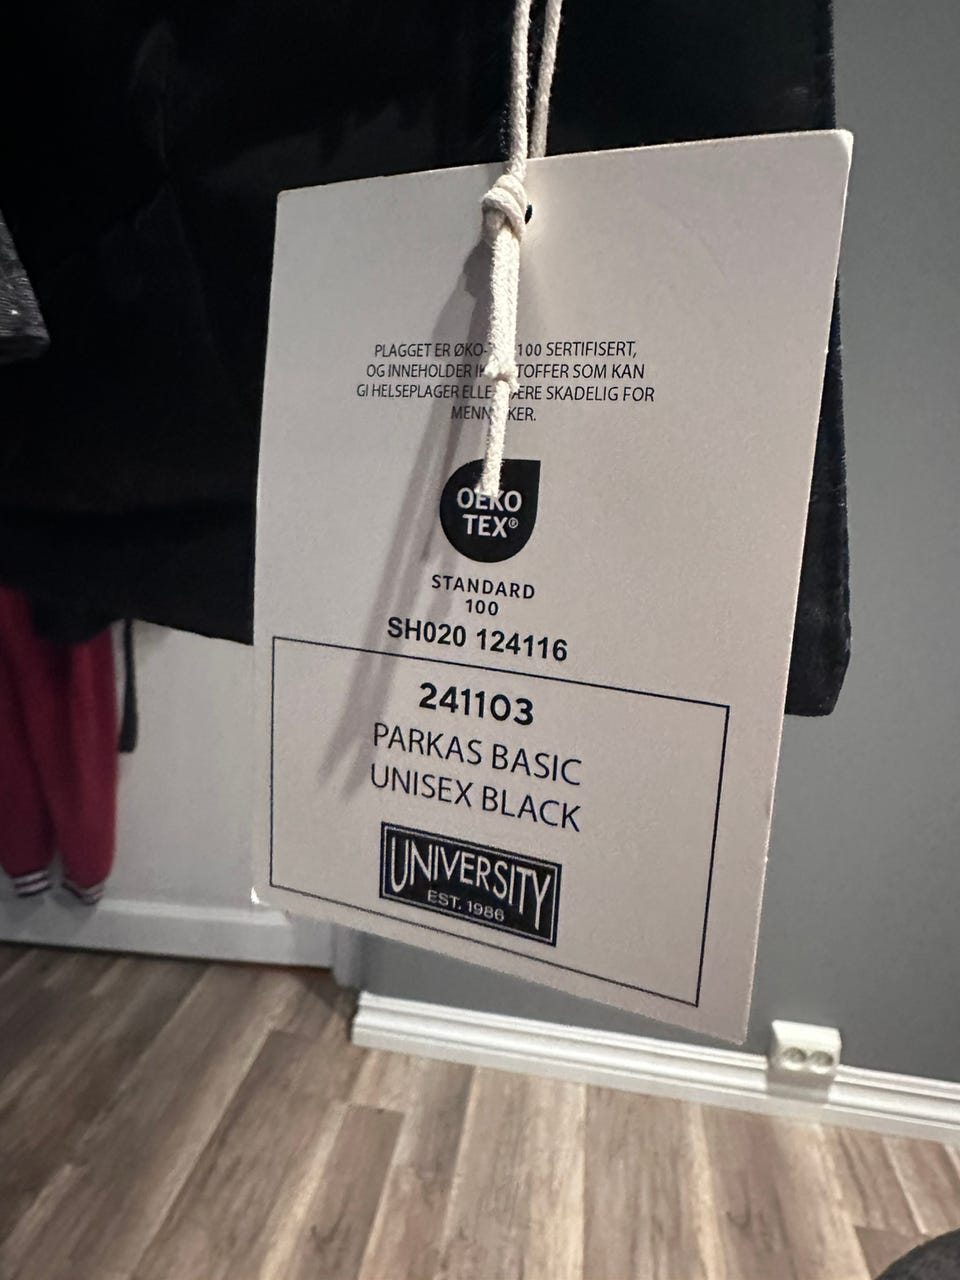 PLAGGET ER ØKO- 100 SERTIFISERT,
OG INNEHOLDER SOM KAN
GI HELSEPLAGER SKADELIG FOR
OEKO
TEX®
STANDARD
100
SH020 124116
241103
PARKAS BASIC
UNISEX BLACK
UNIVERSITY
EST. 1986